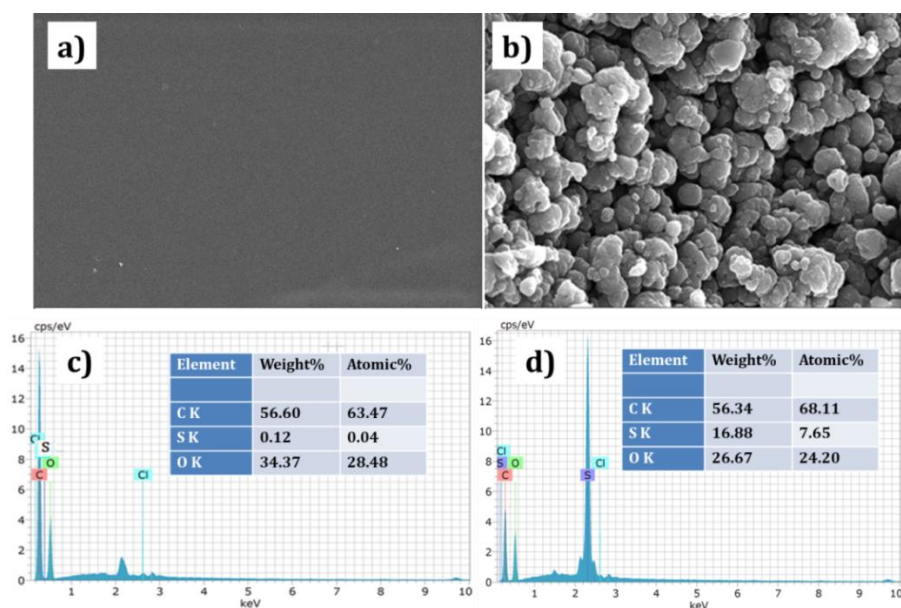 a)
b)
cps/eV
16
14
12
10
8
6
4
2
0
c)
Element Weight% Atomic%
C K 56.60 63.47
S K 0.12 0.04
O K 34.37 28.48
Cl
S
O
C
Cl
1 2 3 4 5 6 7 8 9 10
keV
cps/eV
16
14
12
10
8
6
4
2
0
d)
Element Weight% Atomic%
C K 56.34 68.11
S K 16.88 7.65
O K 26.67 24.20
Cl
S O
C
Cl
S
1 2 3 4 5 6 7 8 9 10
keV